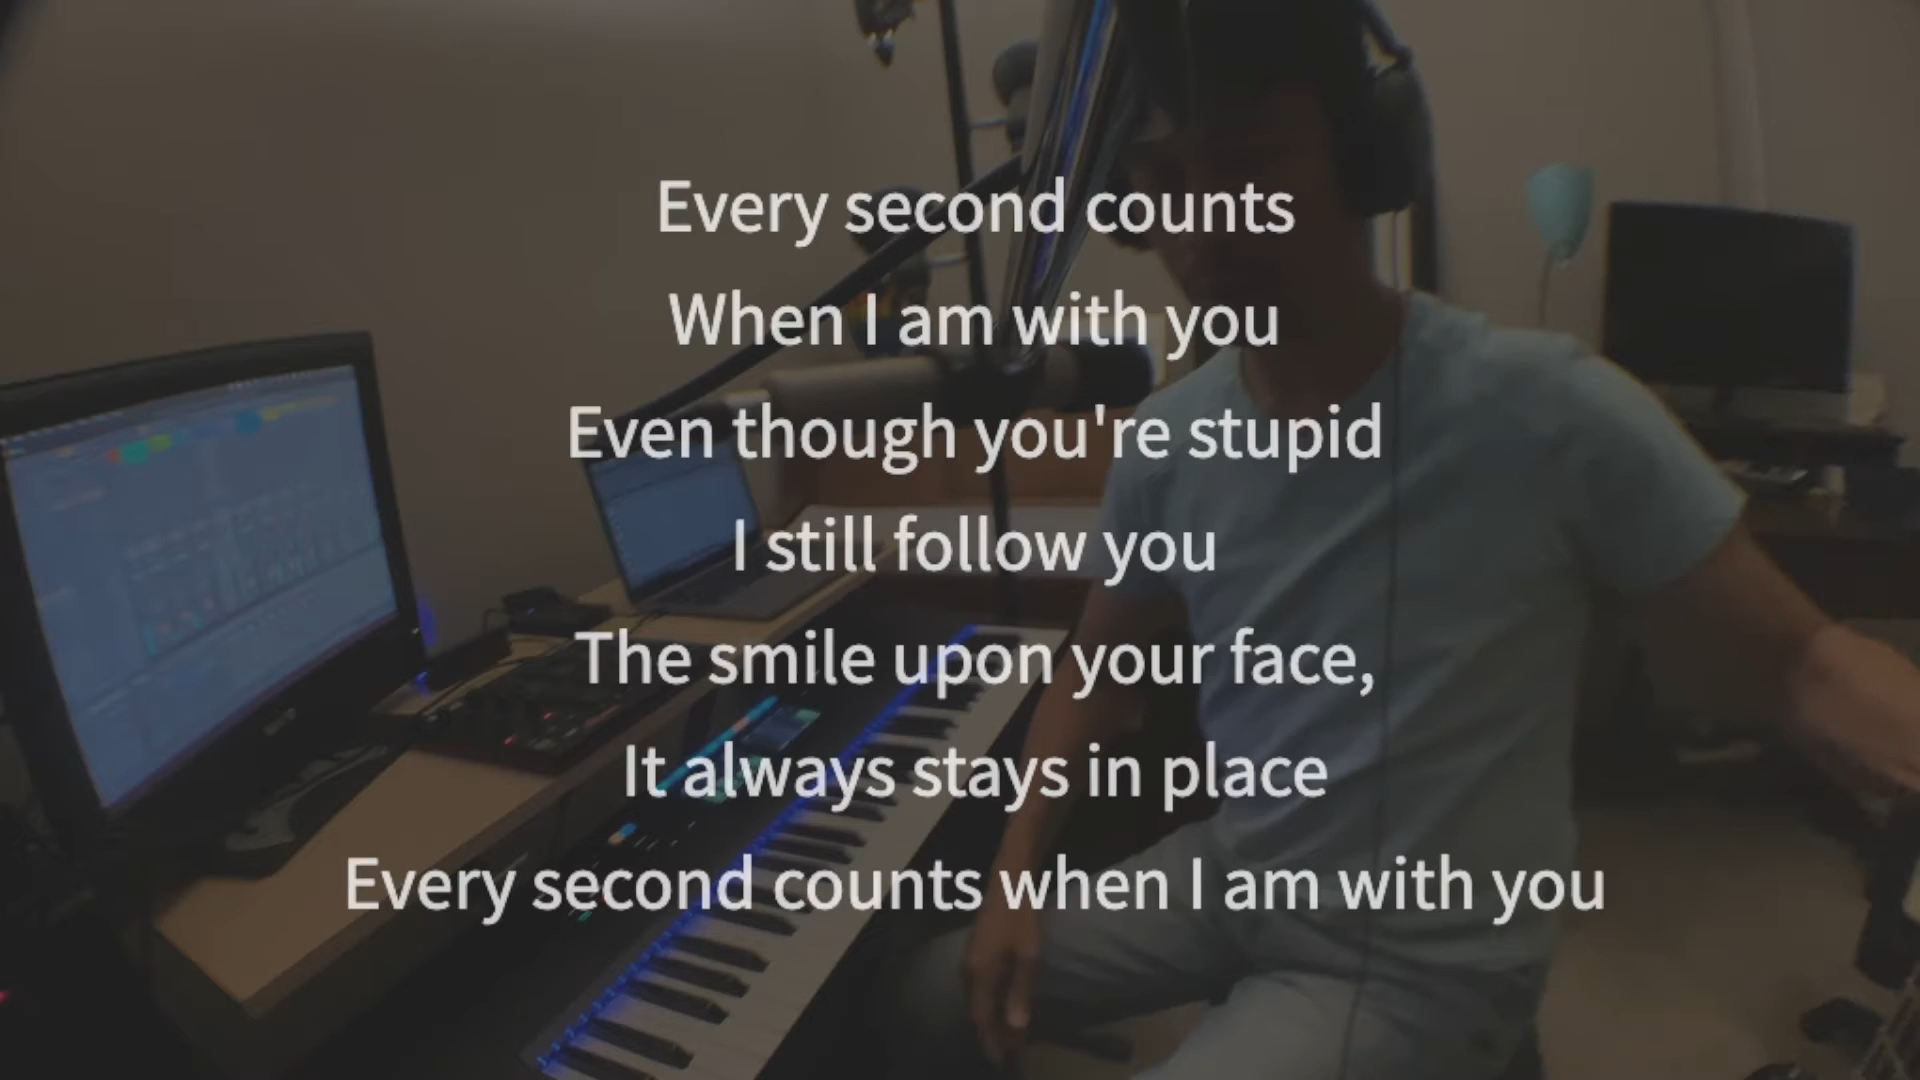 Every second counts
When I am with you
Even though you're stupid
I still follow you
The smile upon your face,
It always stays in place
Every second counts when I am with you